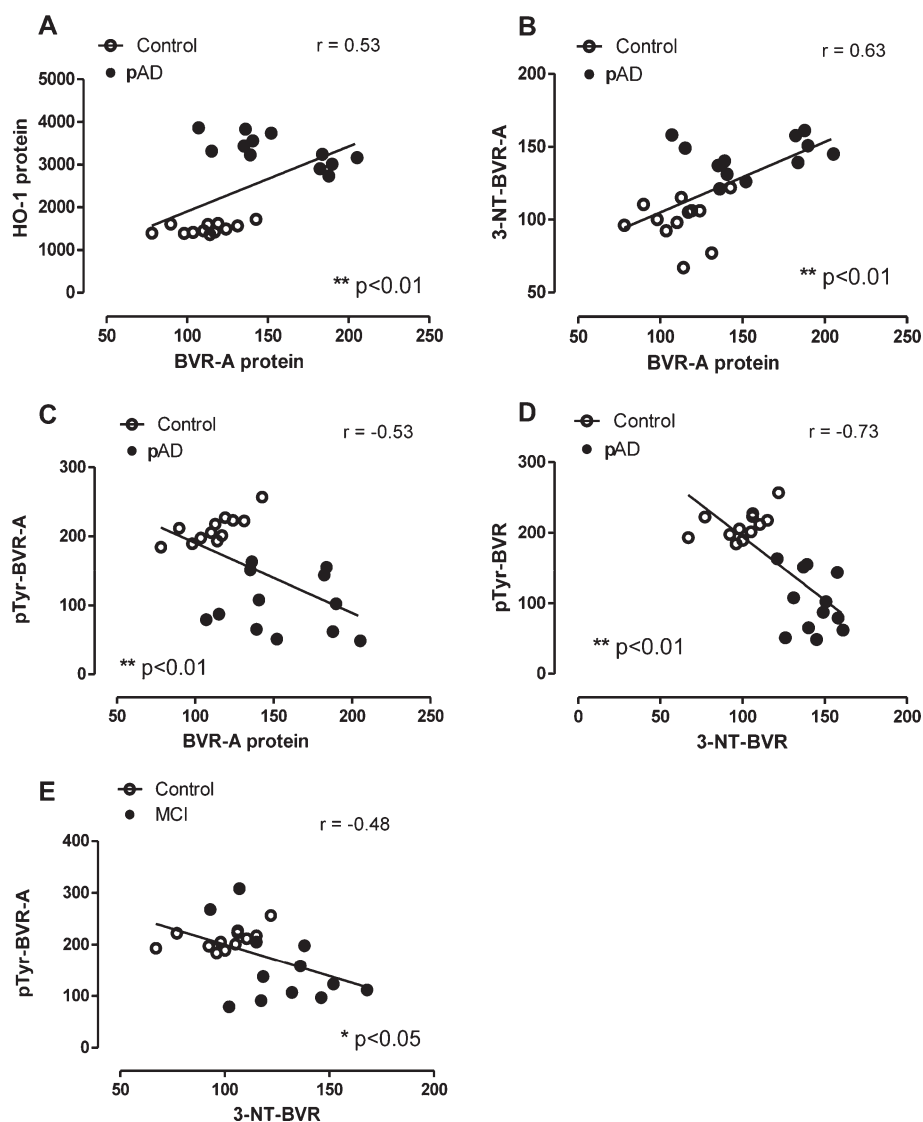 A
Control
pAD
r = 0.53
HO-1 protein
5000
4000
3000
2000
1000
0
** p<0.01
50 100 150 200 250
BVR-A protein
B
Control
pAD
r = 0.63
3-NT-BVR-A
200
150
100
50
** p<0.01
50 100 150 200 250
BVR-A protein
C
Control
pAD
r = -0.53
pTyr-BVR-A
300
200
100
0
** p<0.01
50 100 150 200 250
BVR-A protein
D
Control
pAD
r = -0.73
pTyr-BVR
300
200
100
0
** p<0.01
0 50 100 150 200
3-NT-BVR
E
Control
MCI
r = -0.48
pTyr-BVR-A
400
300
200
100
0
* p<0.05
50 100 150 200
3-NT-BVR